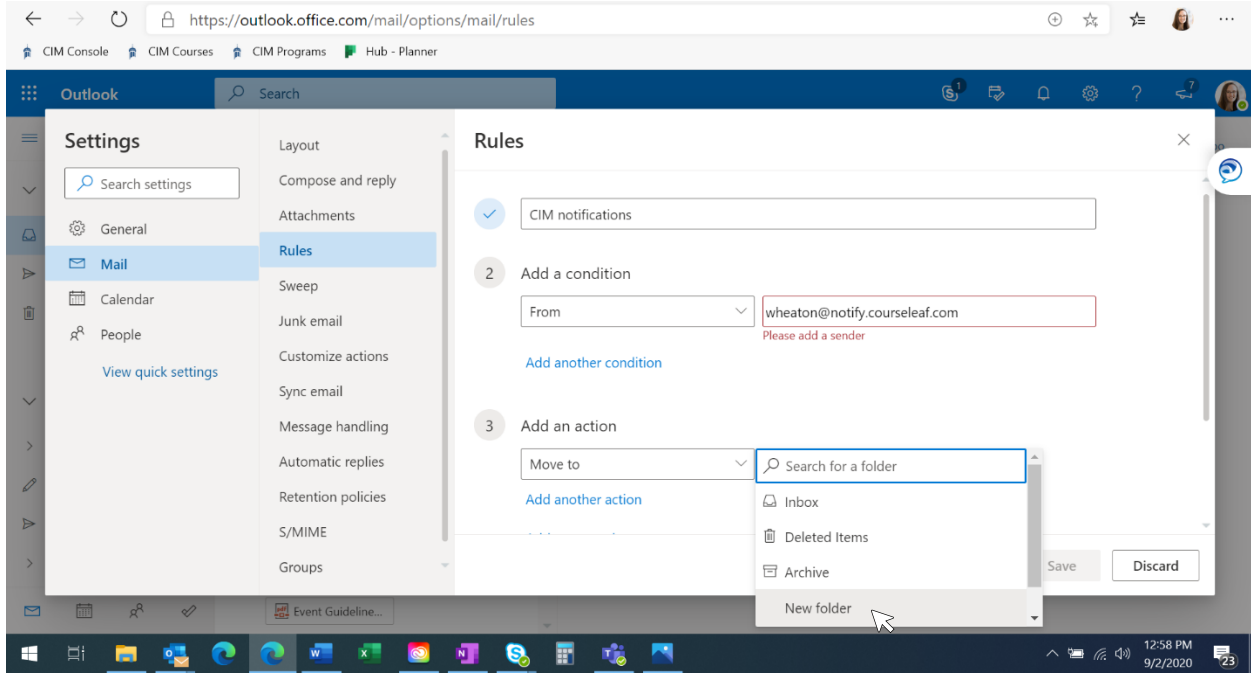 https://outlook.office.com/mail/options/mail/rules
CIM Console CIM Courses CIM Programs Hub - Planner
Outlook Search 1 7
Settings
Search settings
General
Mail
Calendar
People
View quick settings
Layout
Compose and reply
Attachments
Rules
Sweep
Junk email
Customize actions
Sync email
Message handling
Automatic replies
Retention policies
S/MIME
Groups
Rules
CIM notifications
2 Add a condition
From wheaton@notify.courseleaf.com
Please add a sender
Add another condition
3 Add an action
Move to Search for a folder
Add another action
Inbox
Deleted Items
Archive
New folder
Save Discard
Event Guideline...
12:58 PM
9/2/2020
23